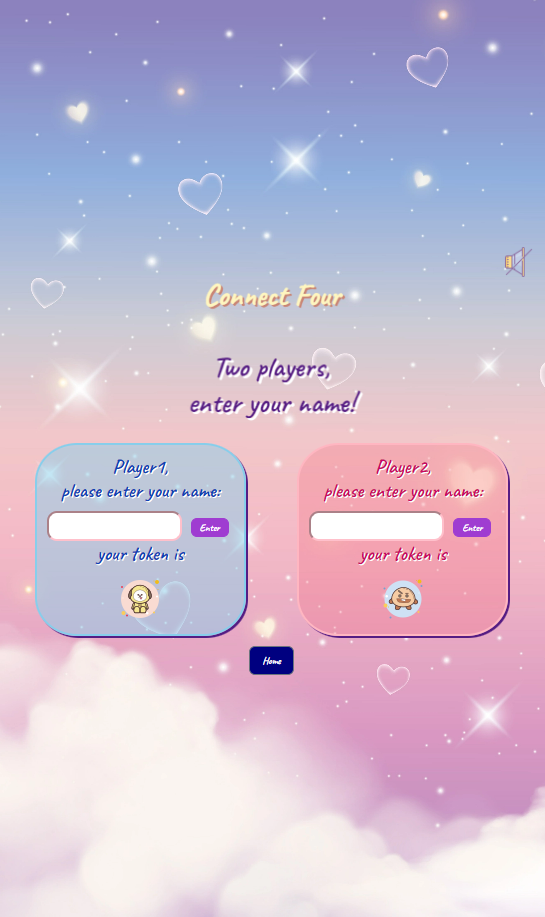 Connect Four
Two players,
enter your name!
Player1,
please enter your name:
Enter
your token is
Player2,
please enter your name:
Enter
your token is
Home